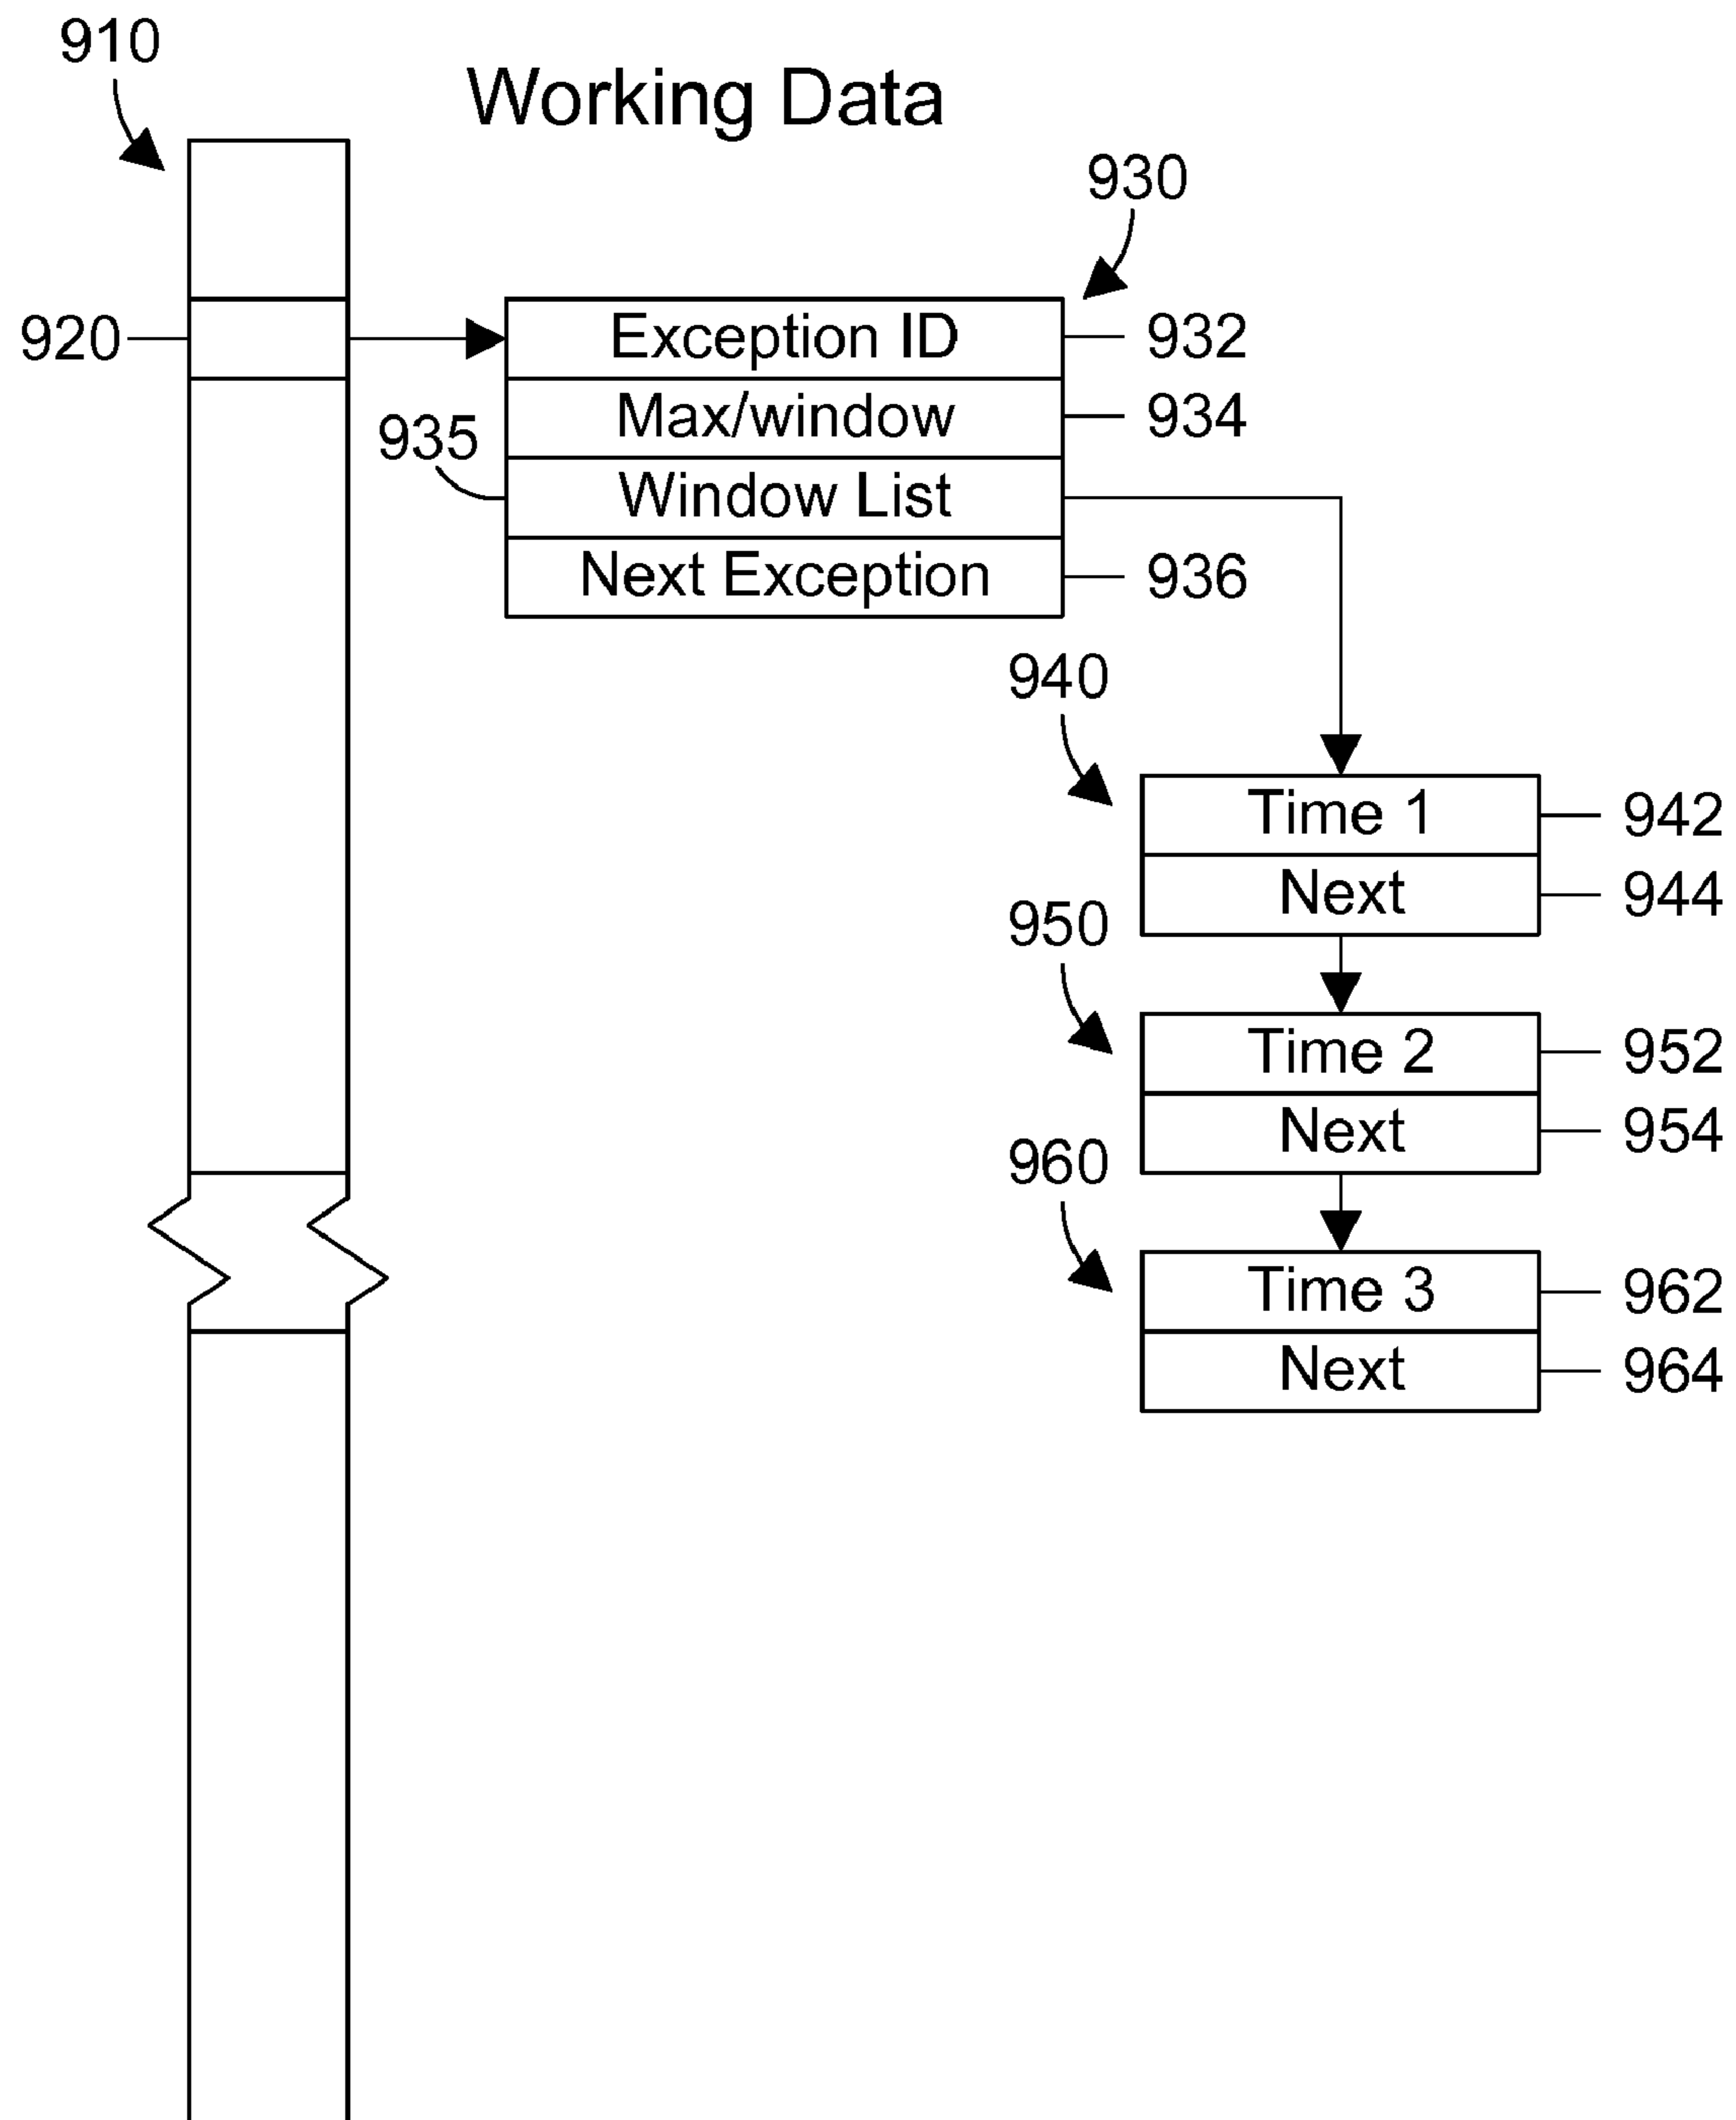 910
Working Data
930
920
Exception ID
932
Max/window
934
935
Window List
Next Exception
936
940
Time 1
942
Next
944
950
Time 2
952
Next
954
960
Time 3
962
Next
964